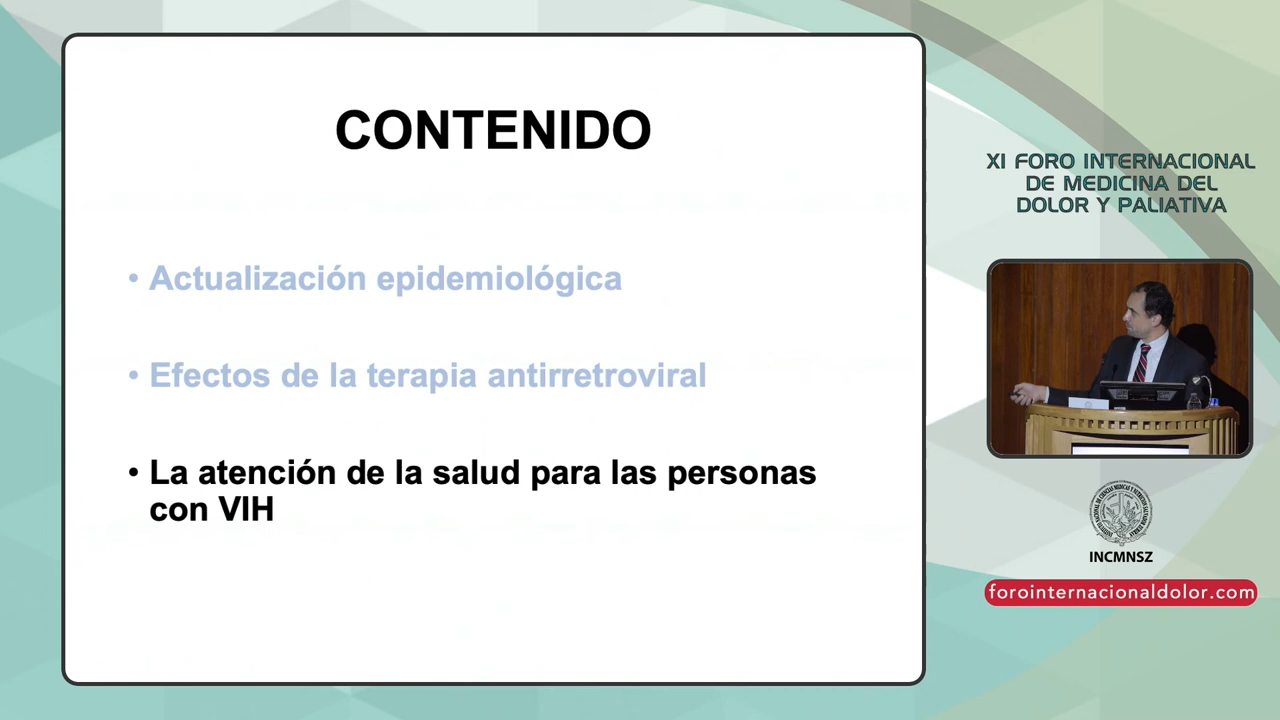 CONTENIDO
• Actualización epidemiológica
• Efectos de la terapia antirretroviral
• La atención de la salud para las personas
con VIH
XI FORO INTERNACIONAL
DE MEDICINA DEL
DOLOR Y PALIATIVA
INCMNSZ
forointernacionaldolor.com